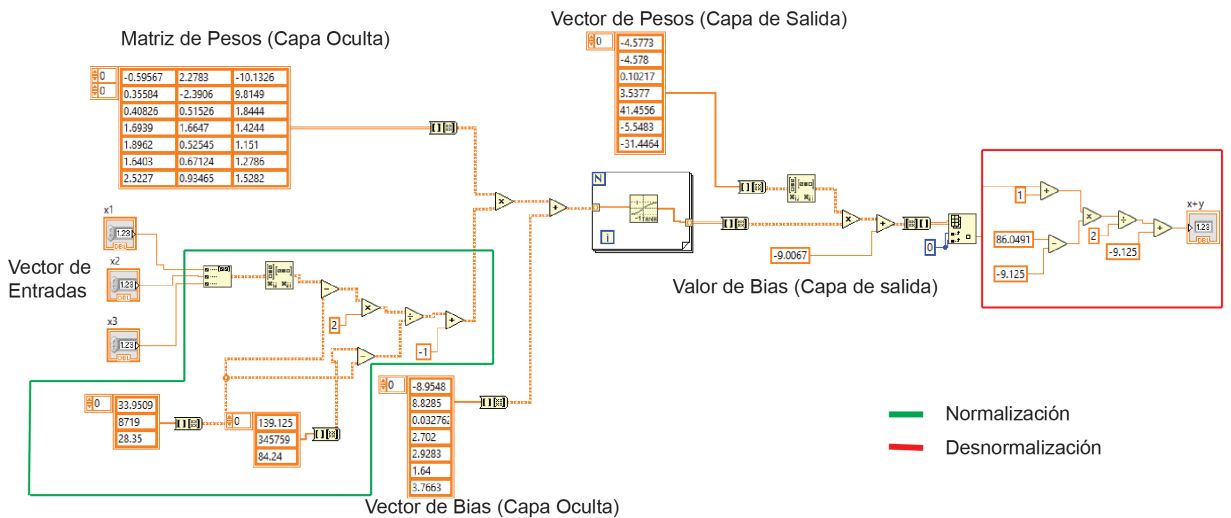 Vector de Pesos (Capa de Salida)
Matriz de Pesos (Capa Oculta)
0
-4.5773
-4.578
0.10217
3.5377
41.4556
-5.5483
-31.4464
0
0
-0.59567 2.2783 -10.1326
0.35584 -2.3906 9.8149
0.40826 0.51526 1.8444
1.6939 1.6647 1.4244
1.8962 0.52545 1.151
1.6403 0.67124 1.2786
2.5227 0.93465 1.5282
N
-1TANH
i
x1
1.23
DBL
Vector de
Entradas
x2
1.23
DBL
x3
1.23
DBL
2
-1
-9.0067
0
Valor de Bias (Capa de salida)
1
86.0491
-9.125
2
-9.125
x+y
1.23
DBL
0
33.9509
8719
28.35
0
139.125
345759
84.24
0
-8.9548
8.8285
0.032762
2.702
2.9283
1.64
3.7663
Vector de Bias (Capa Oculta)
Normalización
Desnormalización